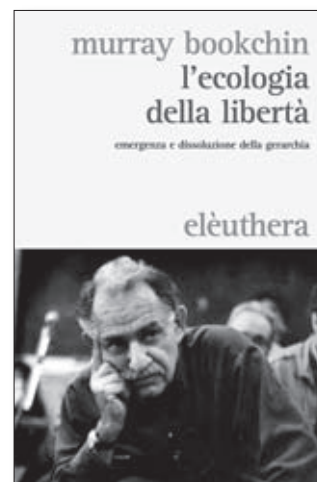 murray bookchin
l'ecologia
della libertà
emergenza e dissoluzione della gerarchia
elèuthera